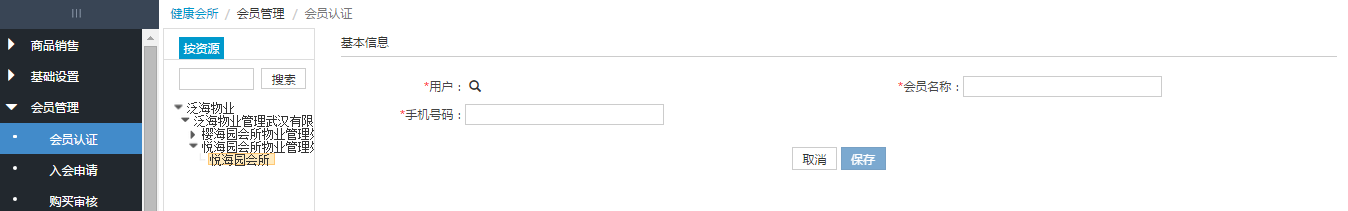 健康会所 / 会员管理 / 会员认证
商品销售
基础设置
会员管理
会员认证
入会申请
购买审核
按资源
搜索
泛海物业
泛海物业管理武汉有限
樱海园会所物业管理
悦海园会所物业管理
悦海园会所
基本信息
*用户：
*会员名称：
*手机号码：
取消 保存